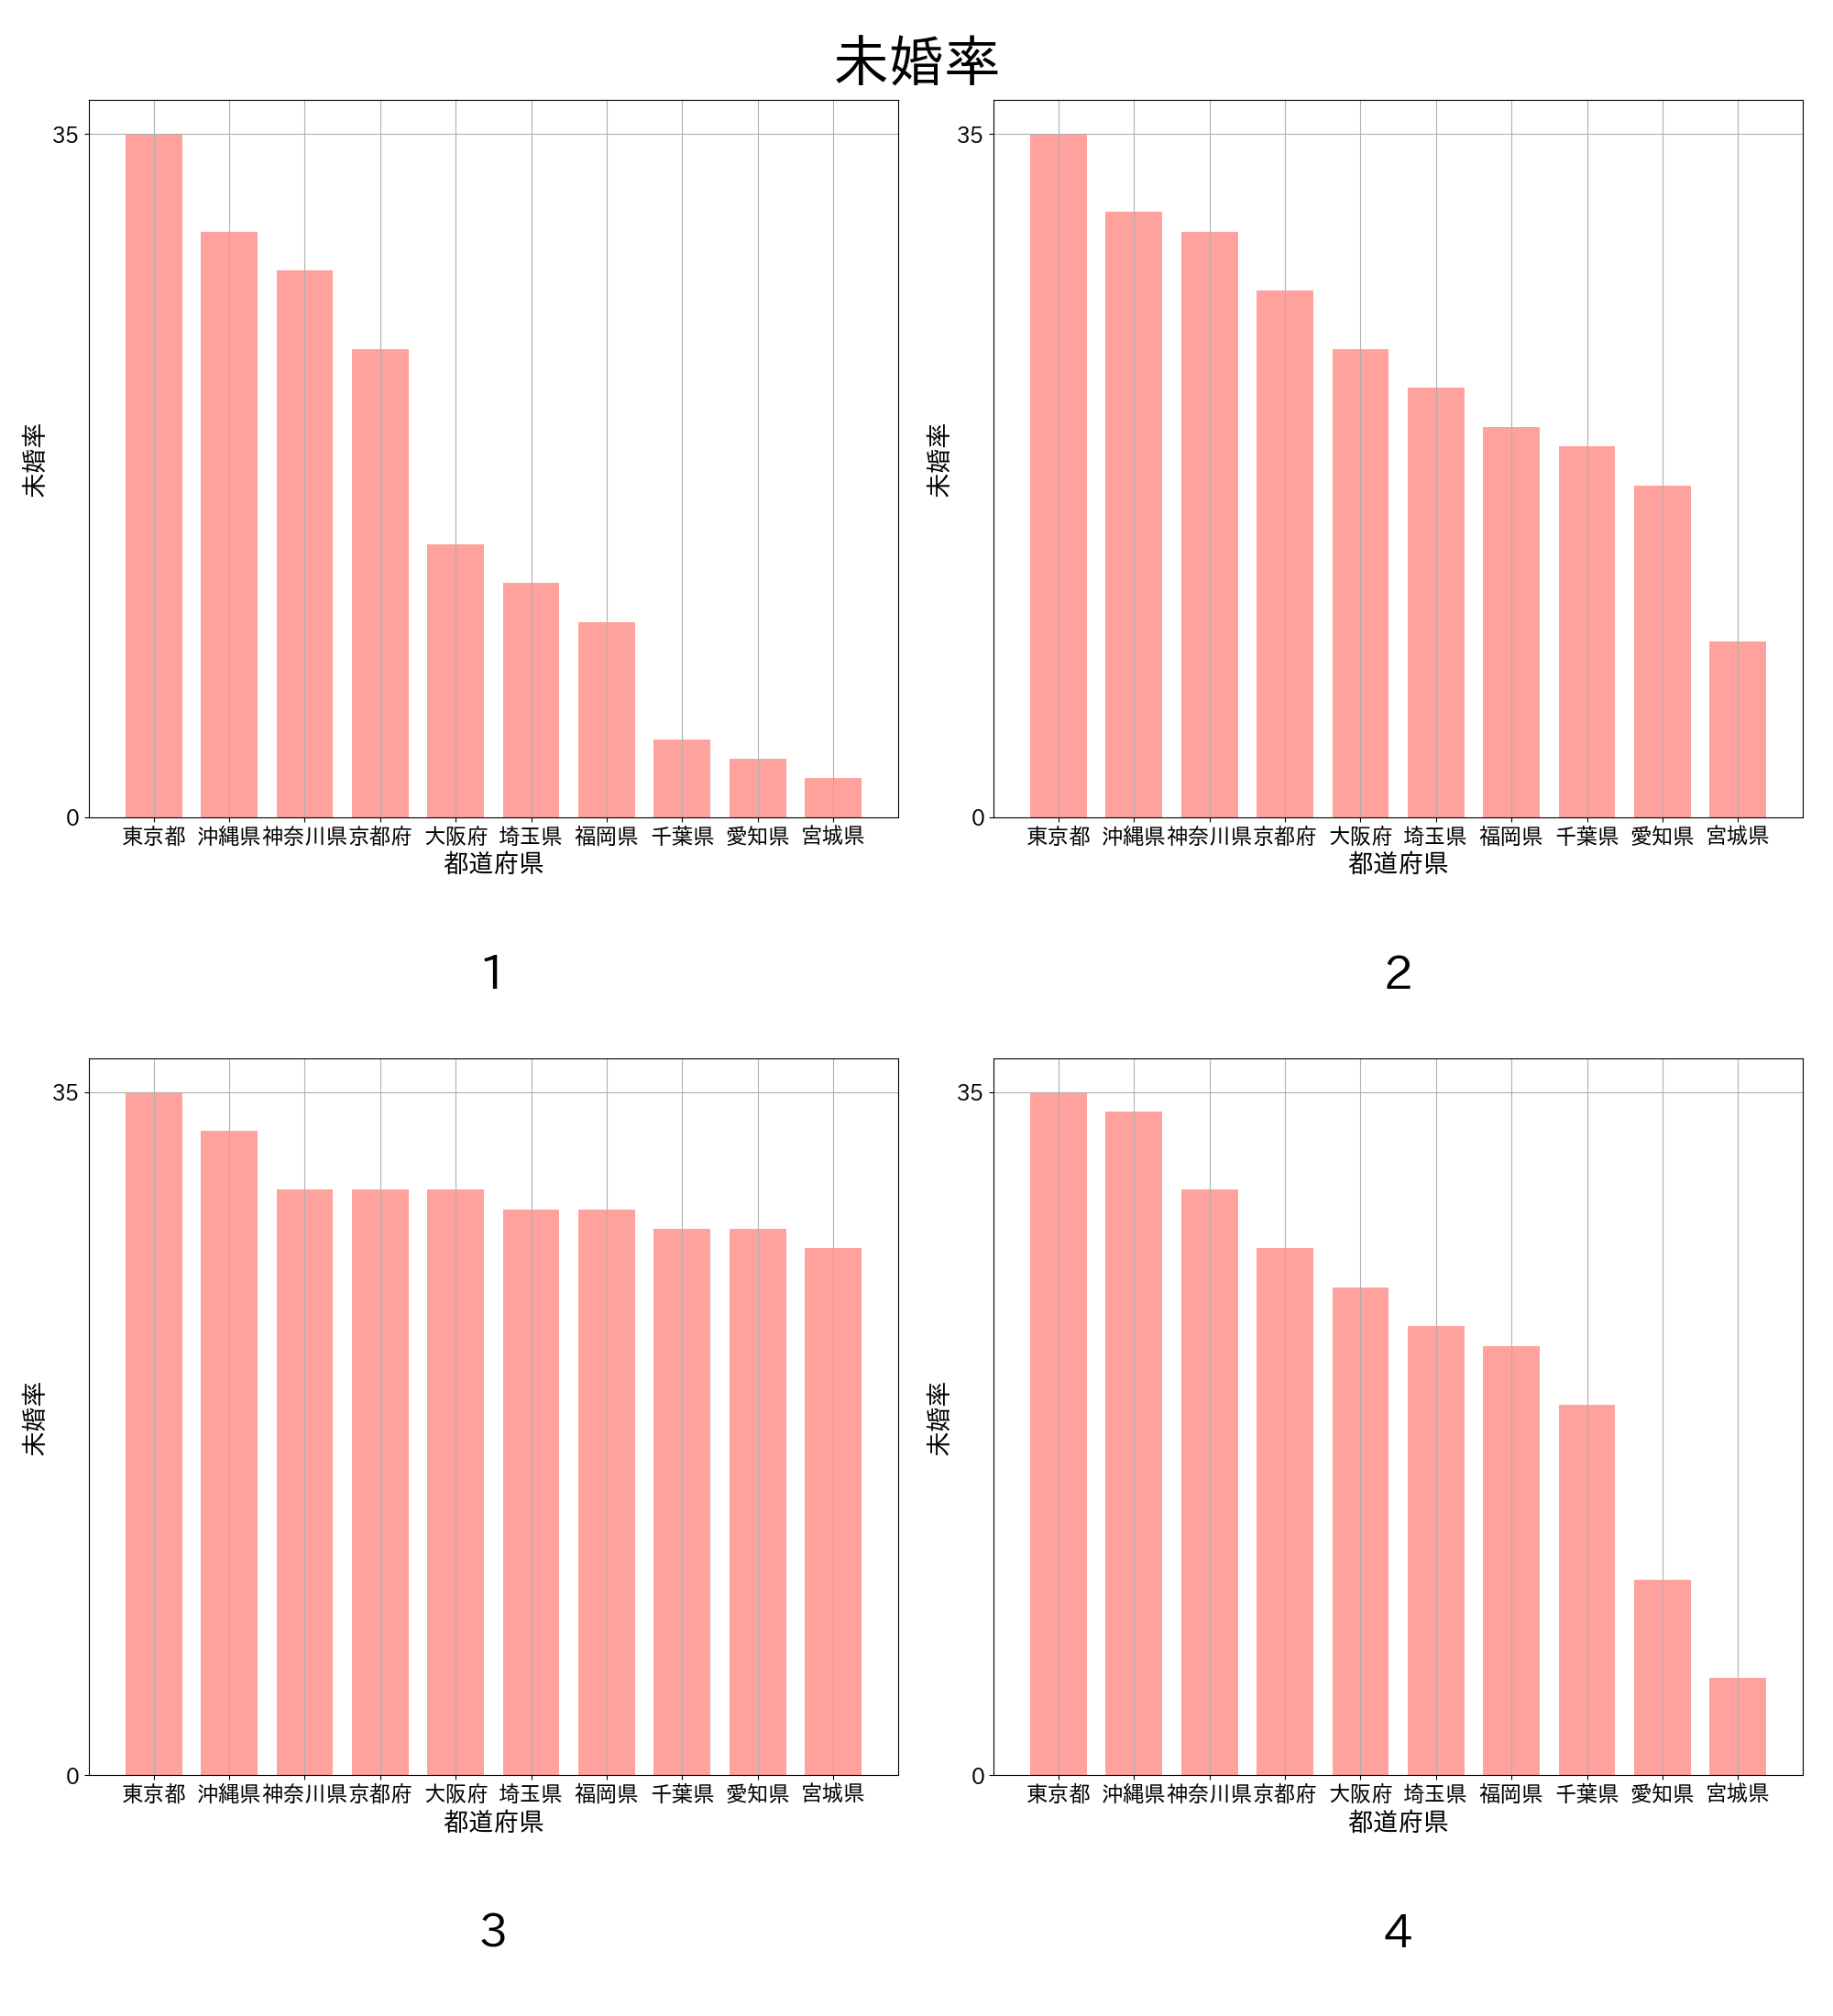 未婚率
35
0
未婚率
東京都 沖縄県 神奈川県 京都府 大阪府 埼玉県 福岡県 千葉県 愛知県 宮城県
都道府県
1
35
0
未婚率
東京都 沖縄県 神奈川県 京都府 大阪府 埼玉県 福岡県 千葉県 愛知県 宮城県
都道府県
2
35
0
未婚率
東京都 沖縄県 神奈川県 京都府 大阪府 埼玉県 福岡県 千葉県 愛知県 宮城県
都道府県
3
35
0
未婚率
東京都 沖縄県 神奈川県 京都府 大阪府 埼玉県 福岡県 千葉県 愛知県 宮城県
都道府県
4